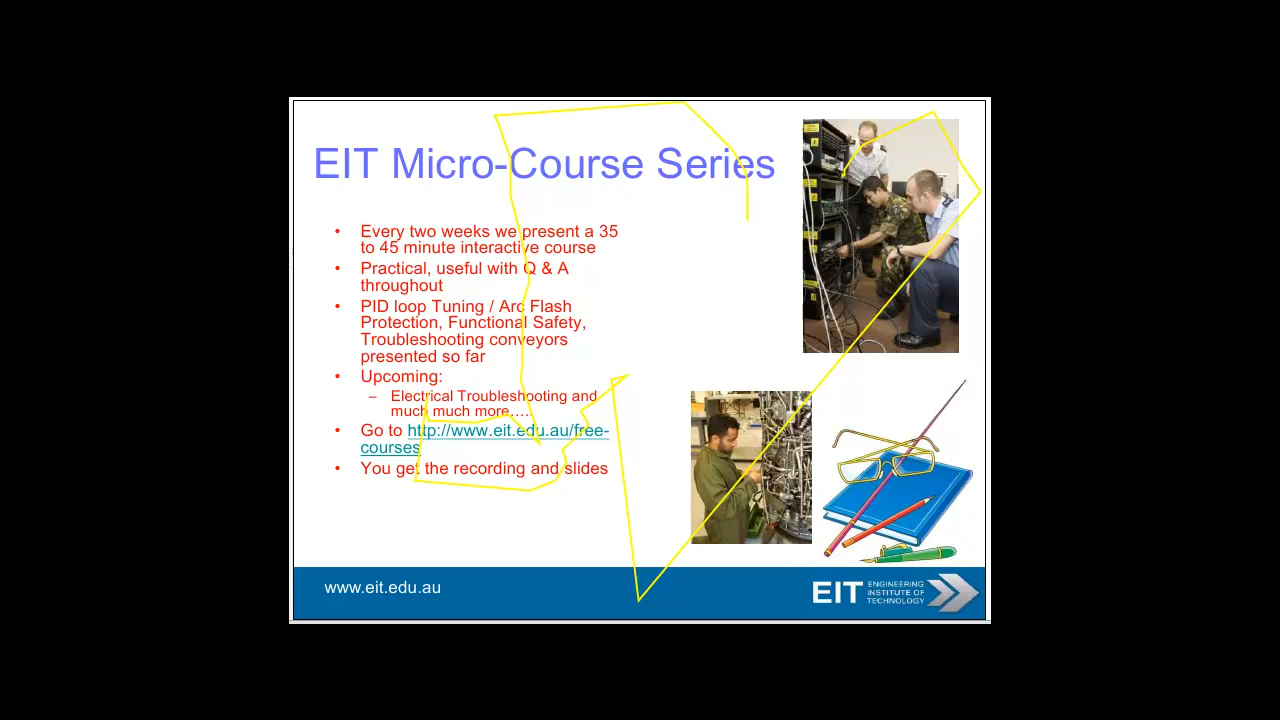 EIT Micro-Course Series
• Every two weeks we present a 35
to 45 minute interactive course
• Practical, useful with Q & A
throughout
• PID loop Tuning / Arc Flash
Protection, Functional Safety,
Troubleshooting conveyors
presented so far
• Upcoming:
– Electrical Troubleshooting and
much much more…..
• Go to http://www.eit.edu.au/free-
courses
• You get the recording and slides
www.eit.edu.au
EIT ENGINEERING
INSTITUTE OF
TECHNOLOGY